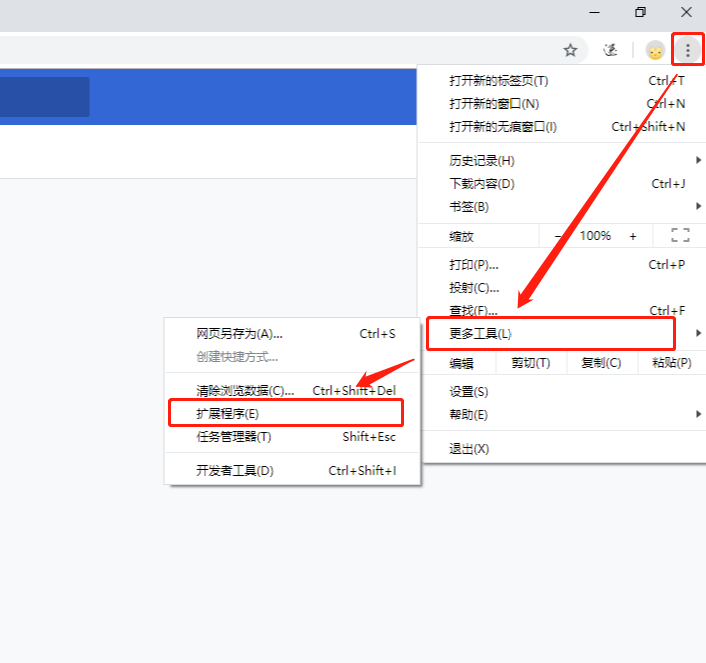 打开新的标签页(T) Ctrl+T
打开新的窗口(N) Ctrl+N
打开新的无痕窗口(I) Ctrl+Shift+N
历史记录(H)
下载内容(D) Ctrl+J
书签(B)
缩放 − 100% +
打印(P)... Ctrl+P
投射(C)...
查找(F)... Ctrl+F
更多工具(L)
编辑 剪切(T) 复制(C) 粘贴(P)
设置(S)
帮助(E)
退出(X)
网页另存为(A)... Ctrl+S
创建快捷方式...
清除浏览数据(C)... Ctrl+Shift+Del
扩展程序(E)
任务管理器(T) Shift+Esc
开发者工具(D) Ctrl+Shift+I